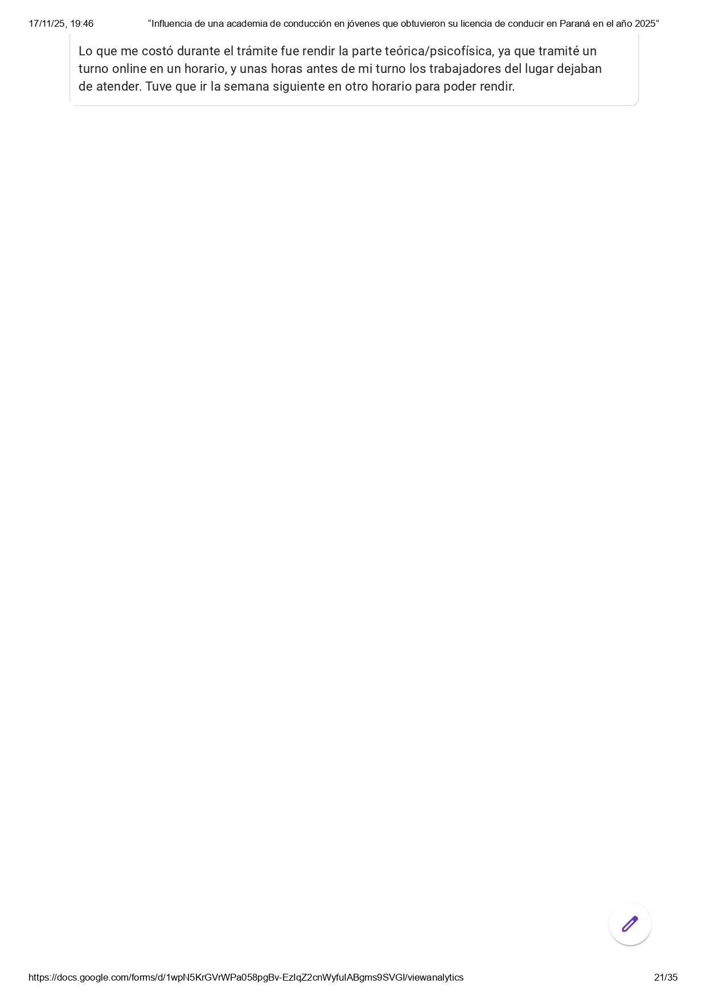 17/11/25, 19:46 “Influencia de una academia de conducción en jóvenes que obtuvieron su licencia de conducir en Paraná en el año 2025”
Lo que me costó durante el trámite fue rendir la parte teórica/psicofísica, ya que tramité un
turno online en un horario, y unas horas antes de mi turno los trabajadores del lugar dejaban
de atender. Tuve que ir la semana siguiente en otro horario para poder rendir.
https://docs.google.com/forms/d/1wpN5KrGVrWPa058pgBv-EzIqZ2cnWyfuIABgms9SVGI/viewanalytics 21/35